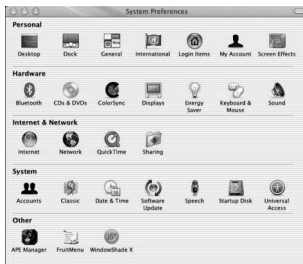 System Preferences
Personal
Desktop Dock General International Login Items My Account Screen Effects
Hardware
Bluetooth CDs & DVDs ColorSync Displays Energy Saver Keyboard & Mouse Sound
Internet & Network
Internet Network QuickTime Sharing
System
Accounts Classic Date & Time Software Update Speech Startup Disk Universal Access
Other
APE Manager FruitMenu WindowShade X